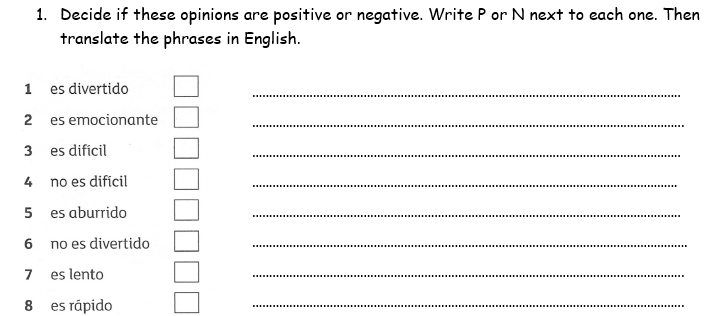 1. Decide if these opinions are positive or negative. Write P or N next to each one. Then
translate the phrases in English.
1 es divertido
2 es emocionante
3 es difícil
4 no es difícil
5 es aburrido
6 no es divertido
7 es lento
8 es rápido